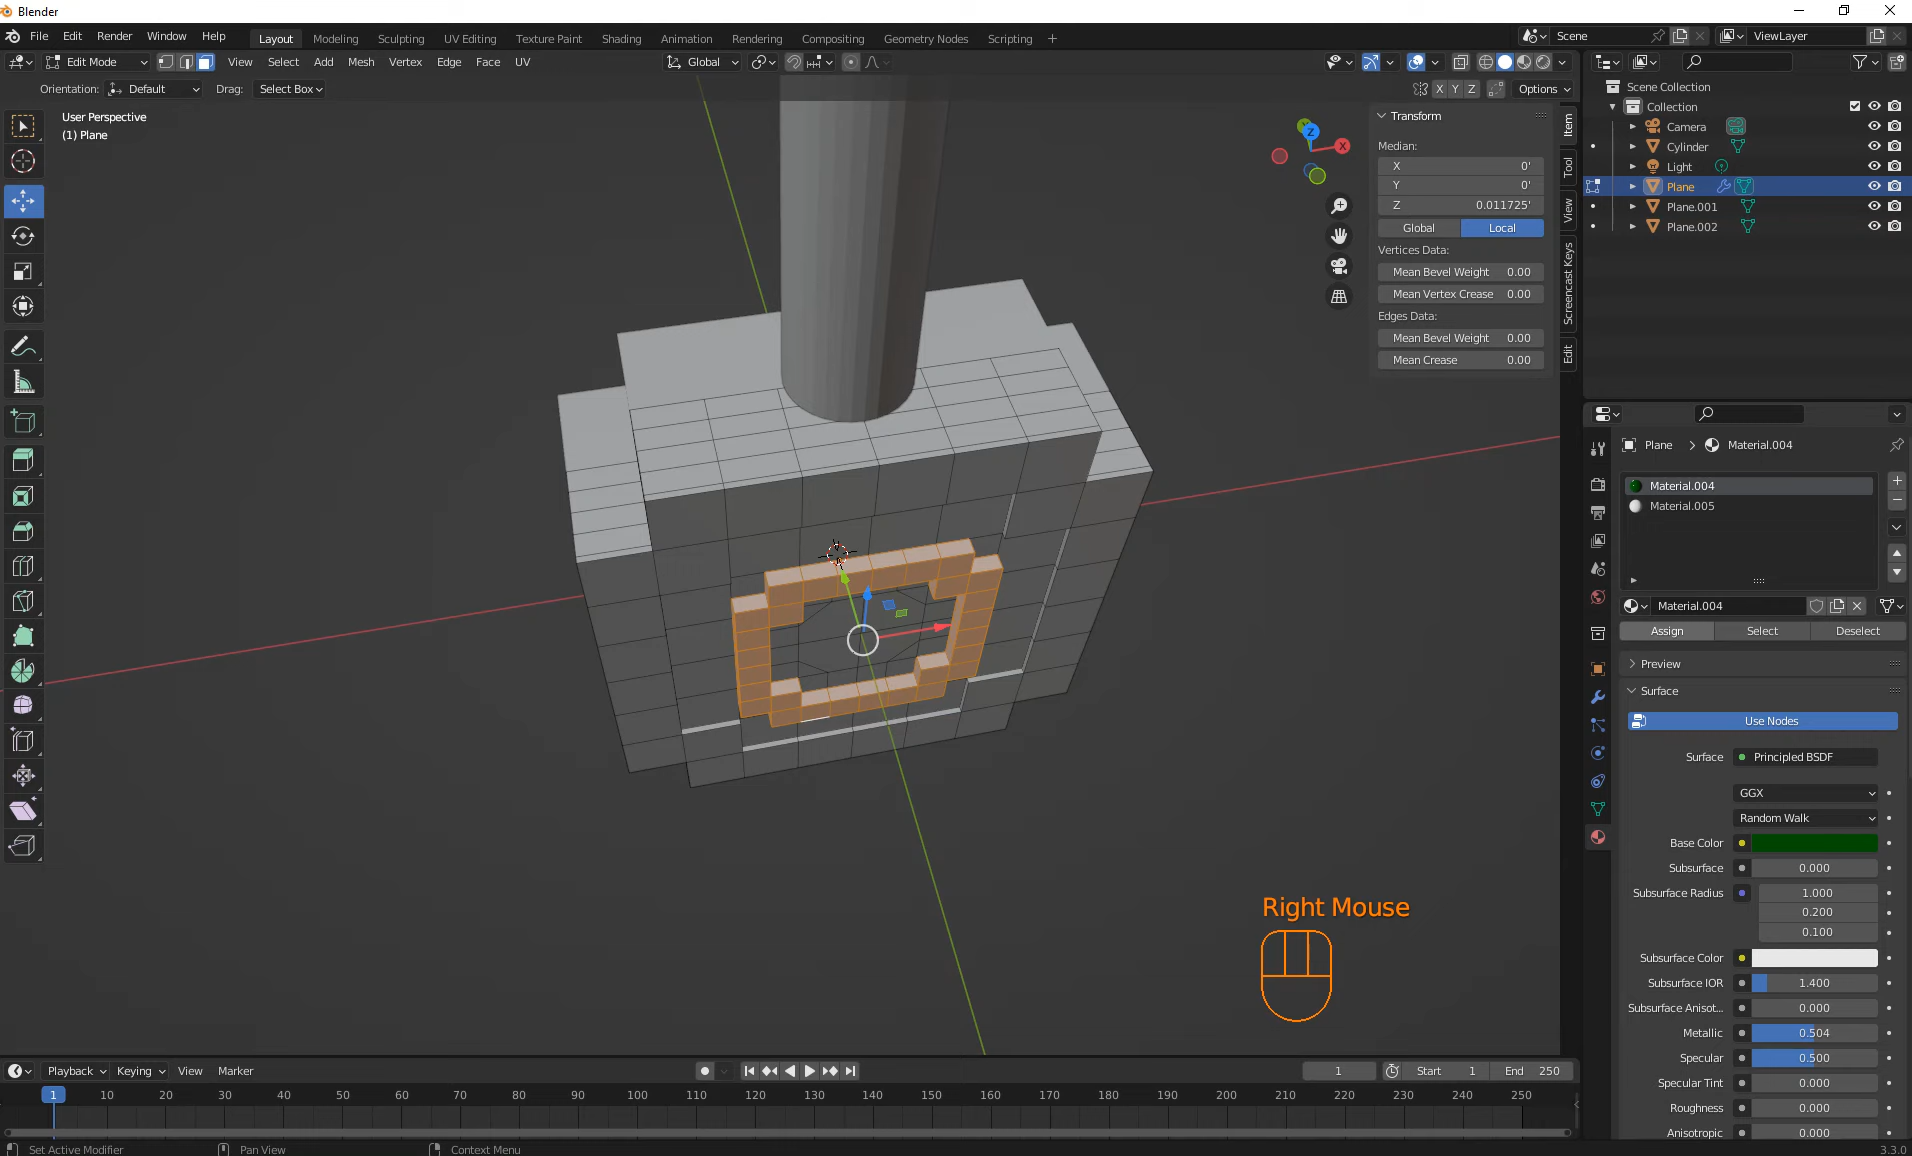 Blender
File Edit Render Window Help Layout Modeling Sculpting UV Editing Texture Paint Shading Animation Rendering Compositing Geometry Nodes Scripting + Scene ViewLayer
Edit Mode View Select Add Mesh Vertex Edge Face UV Global
Orientation: Default Drag: Select Box X Y Z Options
User Perspective
(1) Plane
Z
X
Y
Transform
Median:
X 0'
Y 0'
Z 0.011725'
Global Local
Vertices Data:
Mean Bevel Weight 0.00
Mean Vertex Crease 0.00
Edges Data:
Mean Bevel Weight 0.00
Mean Crease 0.00
Item
Tool
View
Screencast Keys
Edit
Scene Collection
Collection
Camera
Cylinder
Light
Plane
Plane.001
Plane.002
Plane > Material.004
Material.004
Material.005
Material.004
Assign Select Deselect
Preview
Surface
Use Nodes
Surface Principled BSDF
GGX
Random Walk
Base Color
Subsurface 0.000
Subsurface Radius 1.000
0.200
0.100
Subsurface Color
Subsurface IOR 1.400
Subsurface Anisot... 0.000
Metallic 0.504
Specular 0.500
Specular Tint 0.000
Roughness 0.000
Anisotropic 0.000
Right Mouse
Playback Keying View Marker 1 Start 1 End 250
1 10 20 30 40 50 60 70 80 90 100 110 120 130 140 150 160 170 180 190 200 210 220 230 240 250
Set Active Modifier Pan View Context Menu 3.3.0